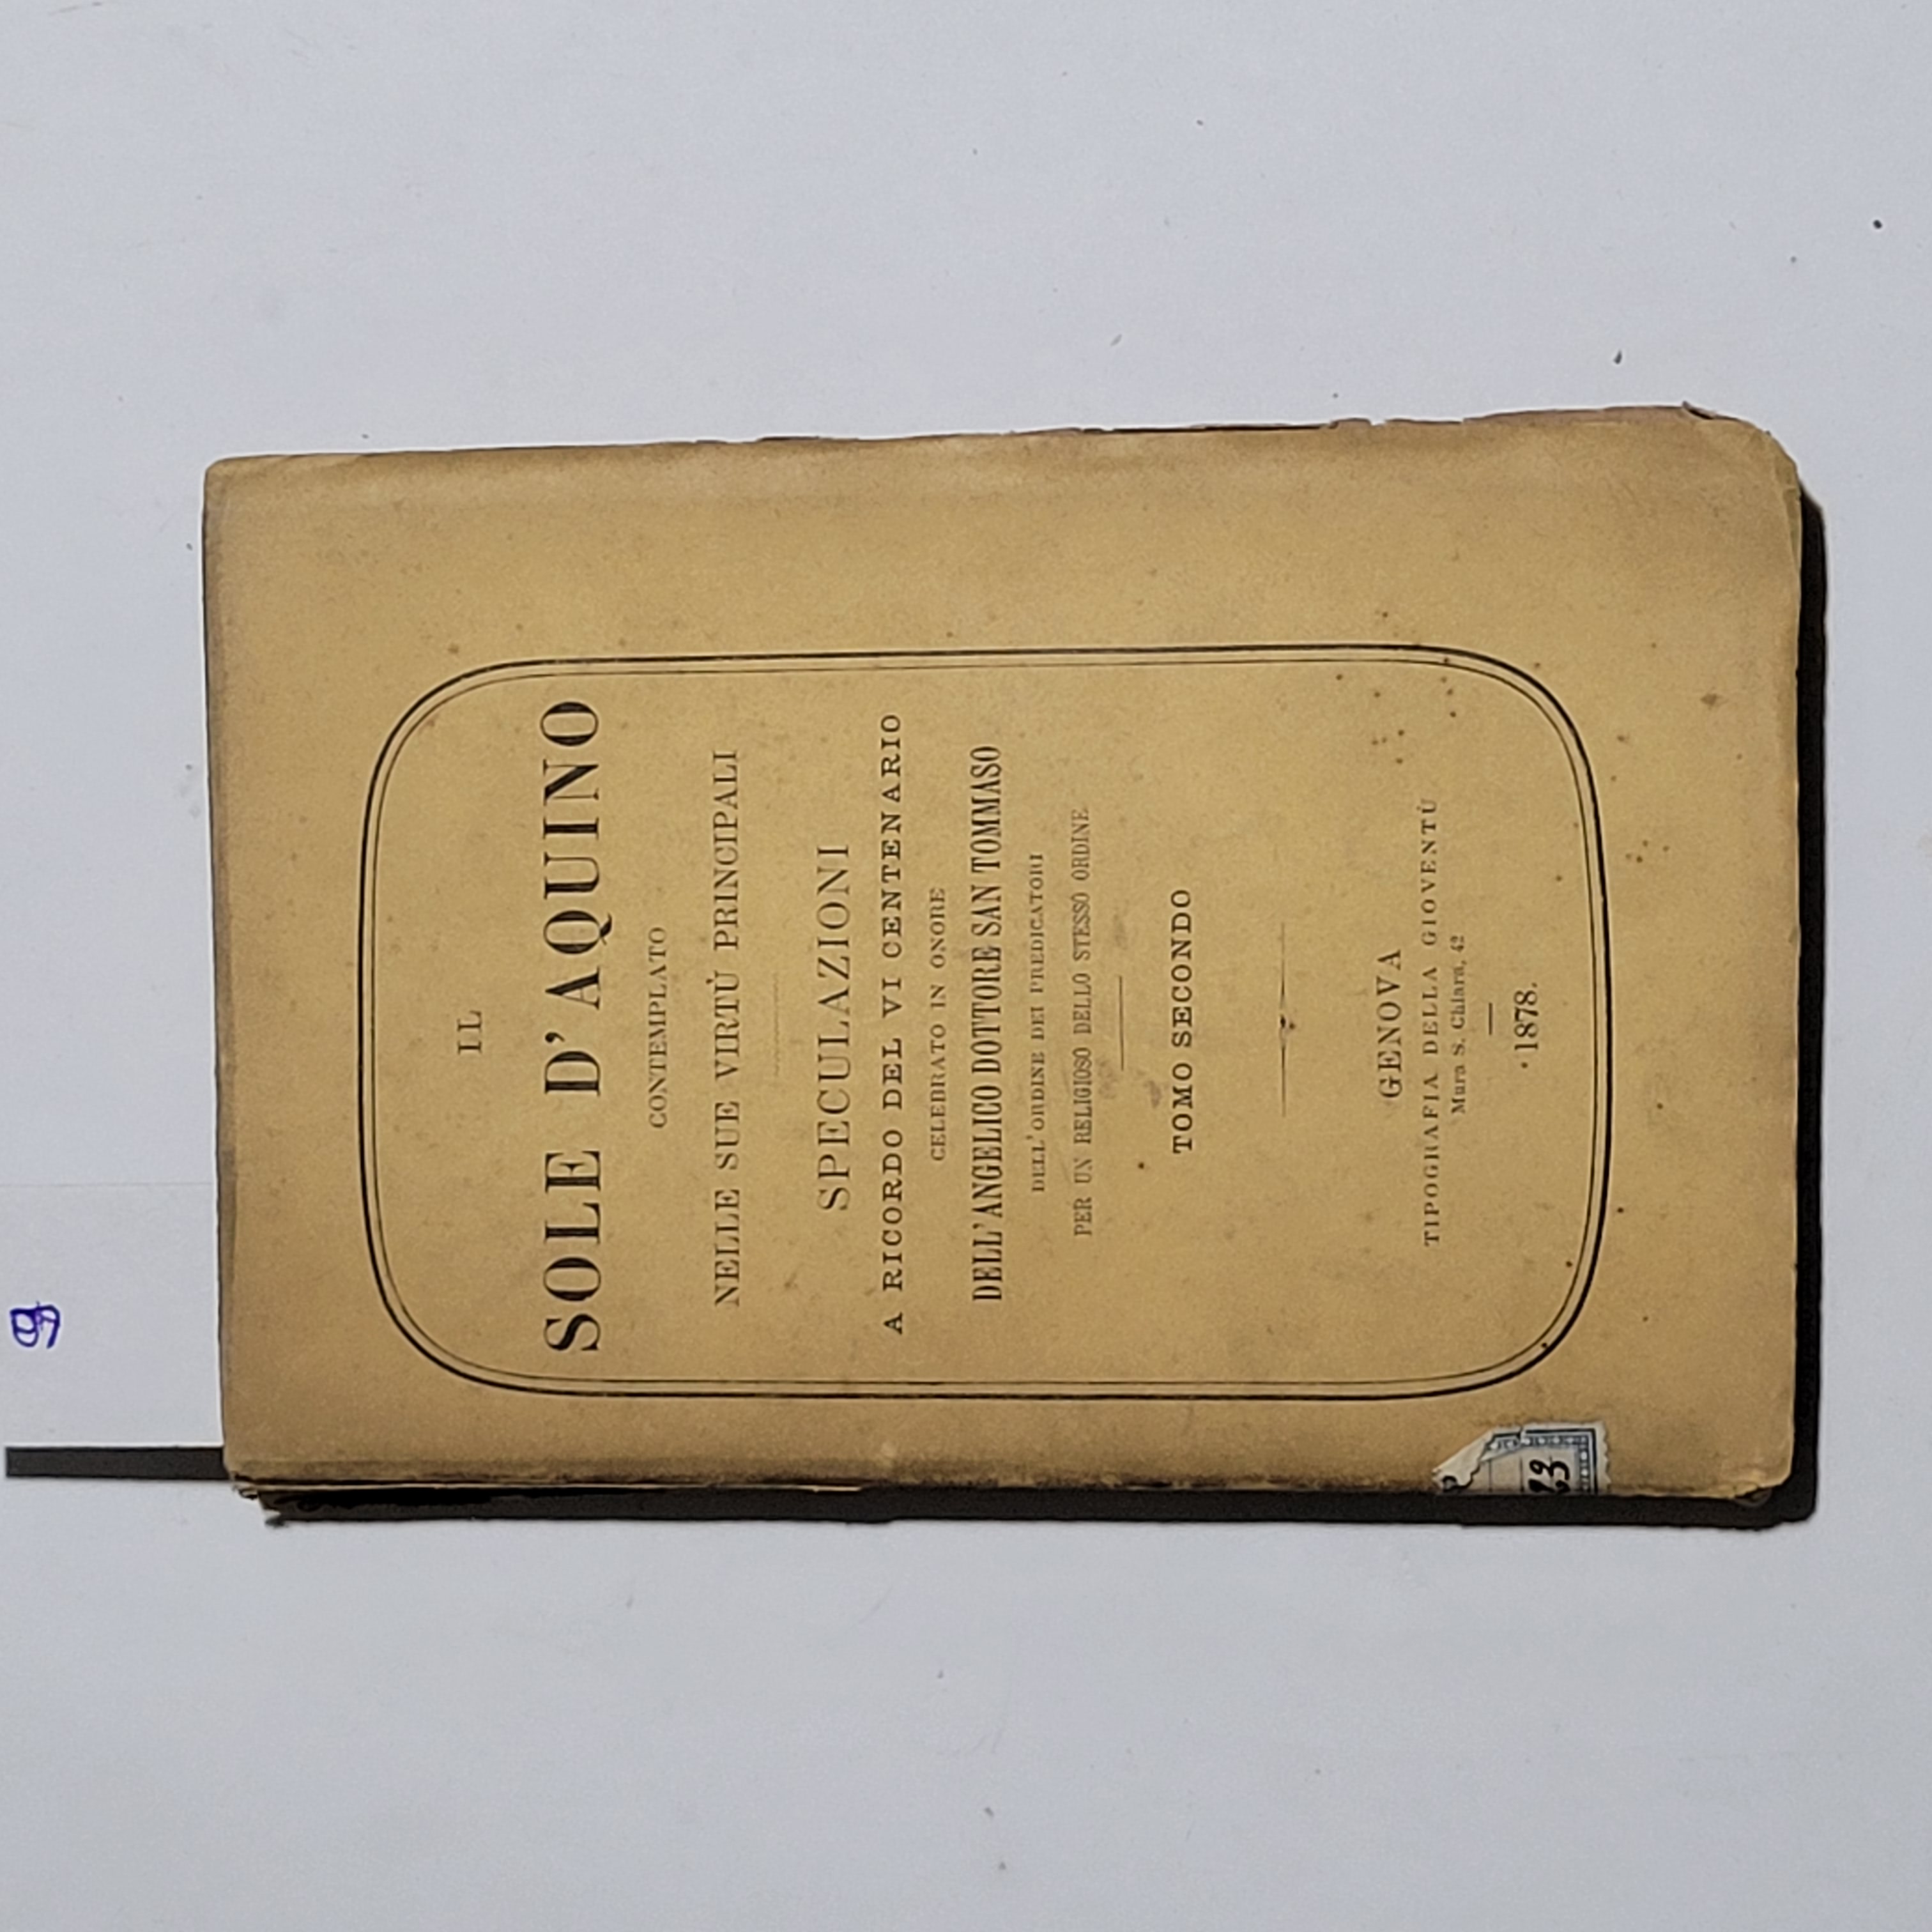 IL
SOLE D'AQUINO
CONTEMPLATO
NELLE SUE VIRTÙ PRINCIPALI
SPECULAZIONI
A RICORDO DEL VI CENTENARIO
CELEBRATO IN ONORE
DELL'ANGELICO DOTTORE SAN TOMMASO
DELL'ORDINE DEI PREDICATORI
PER UN RELIGIOSO DELLO STESSO ORDINE
TOMO SECONDO
GENOVA
TIPOGRAFIA DELLA GIOVENTÙ
Mura S. Chiara, 42
1878.
23